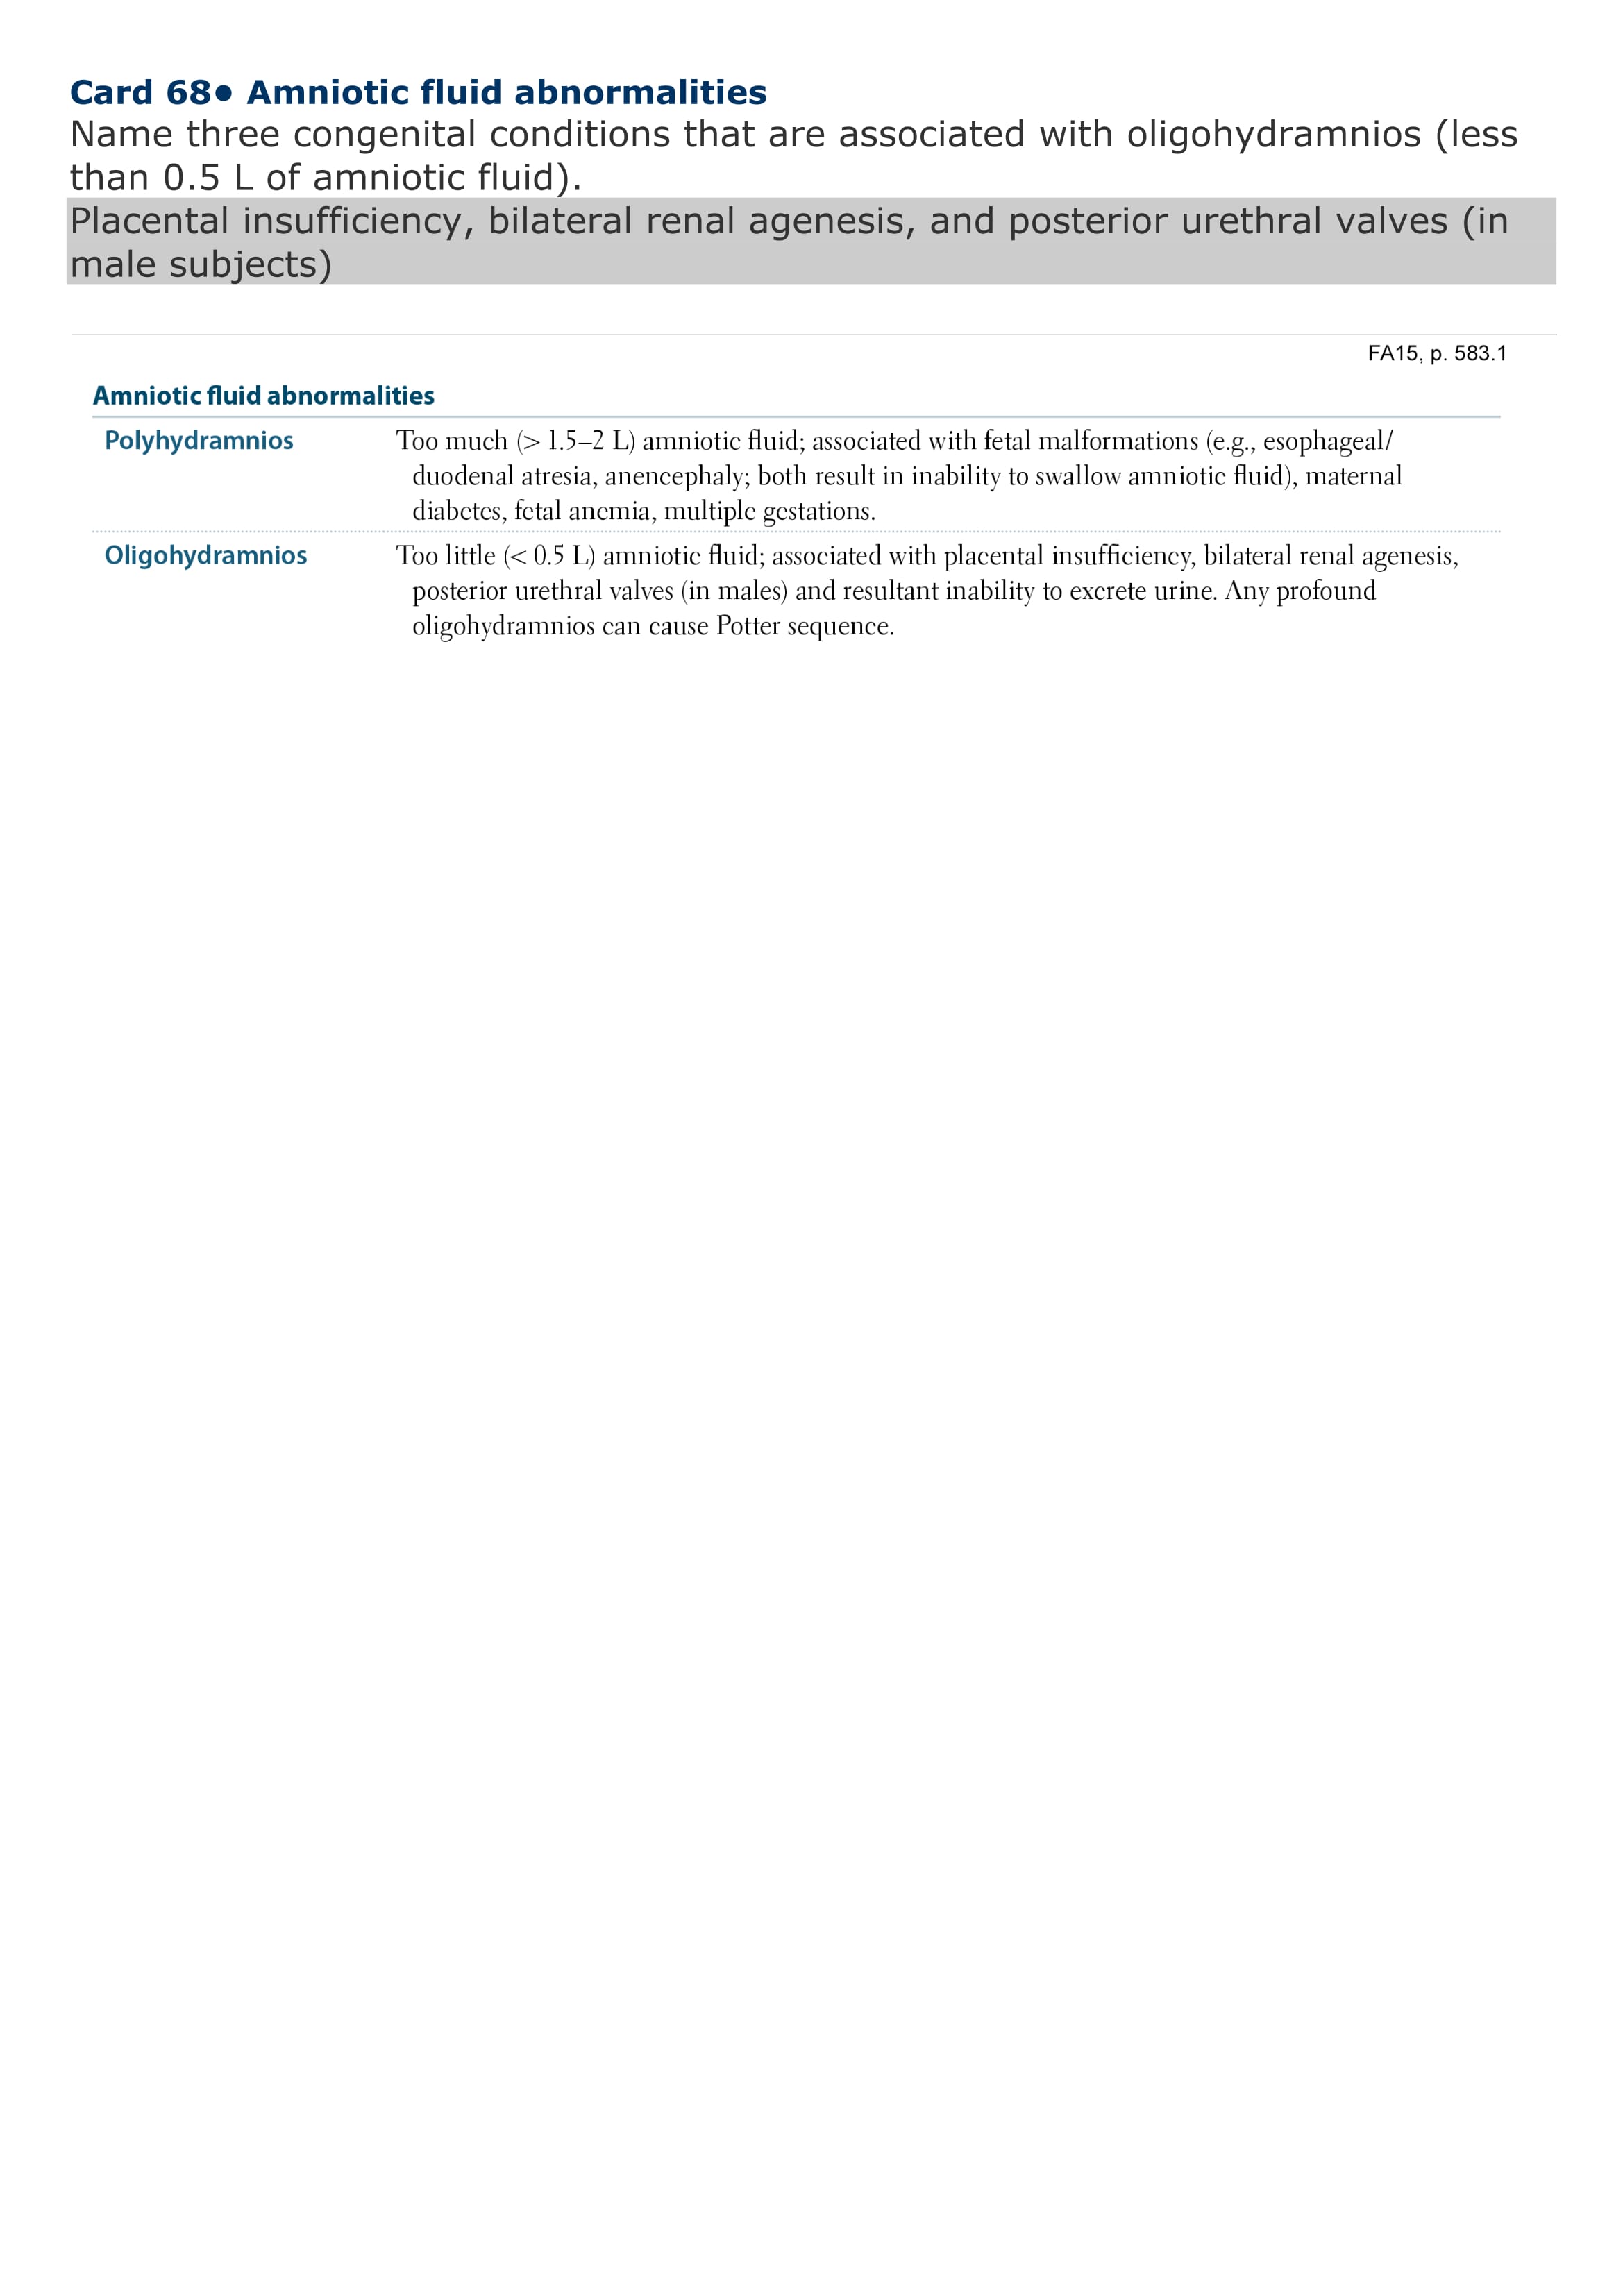 Card 68● Amniotic fluid abnormalities
Name three congenital conditions that are associated with oligohydramnios (less
than 0.5 L of amniotic fluid).
Placental insufficiency, bilateral renal agenesis, and posterior urethral valves (in
male subjects)
FA15, p. 583.1
Amniotic fluid abnormalities
Polyhydramnios Too much (> 1.5–2 L) amniotic fluid; associated with fetal malformations (e.g., esophageal/
duodenal atresia, anencephaly; both result in inability to swallow amniotic fluid), maternal
diabetes, fetal anemia, multiple gestations.
Oligohydramnios Too little (< 0.5 L) amniotic fluid; associated with placental insufficiency, bilateral renal agenesis,
posterior urethral valves (in males) and resultant inability to excrete urine. Any profound
oligohydramnios can cause Potter sequence.